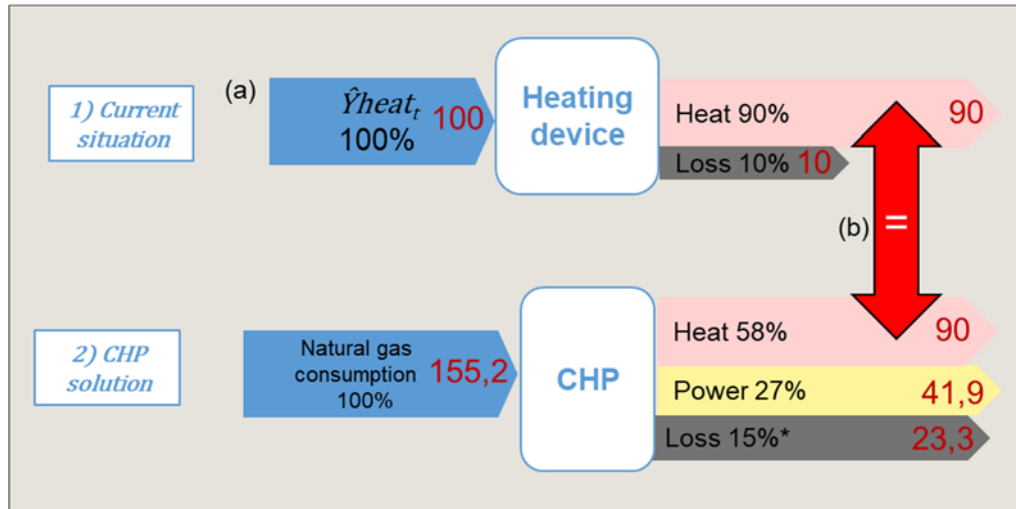 (a)
1) Current
situation
Ŷheatₜ
100%
100
Heating
device
Heat 90%
90
Loss 10%
10
(b)
=
2) CHP
solution
Natural gas
consumption
100%
155,2
CHP
Heat 58%
90
Power 27%
41,9
Loss 15%*
23,3